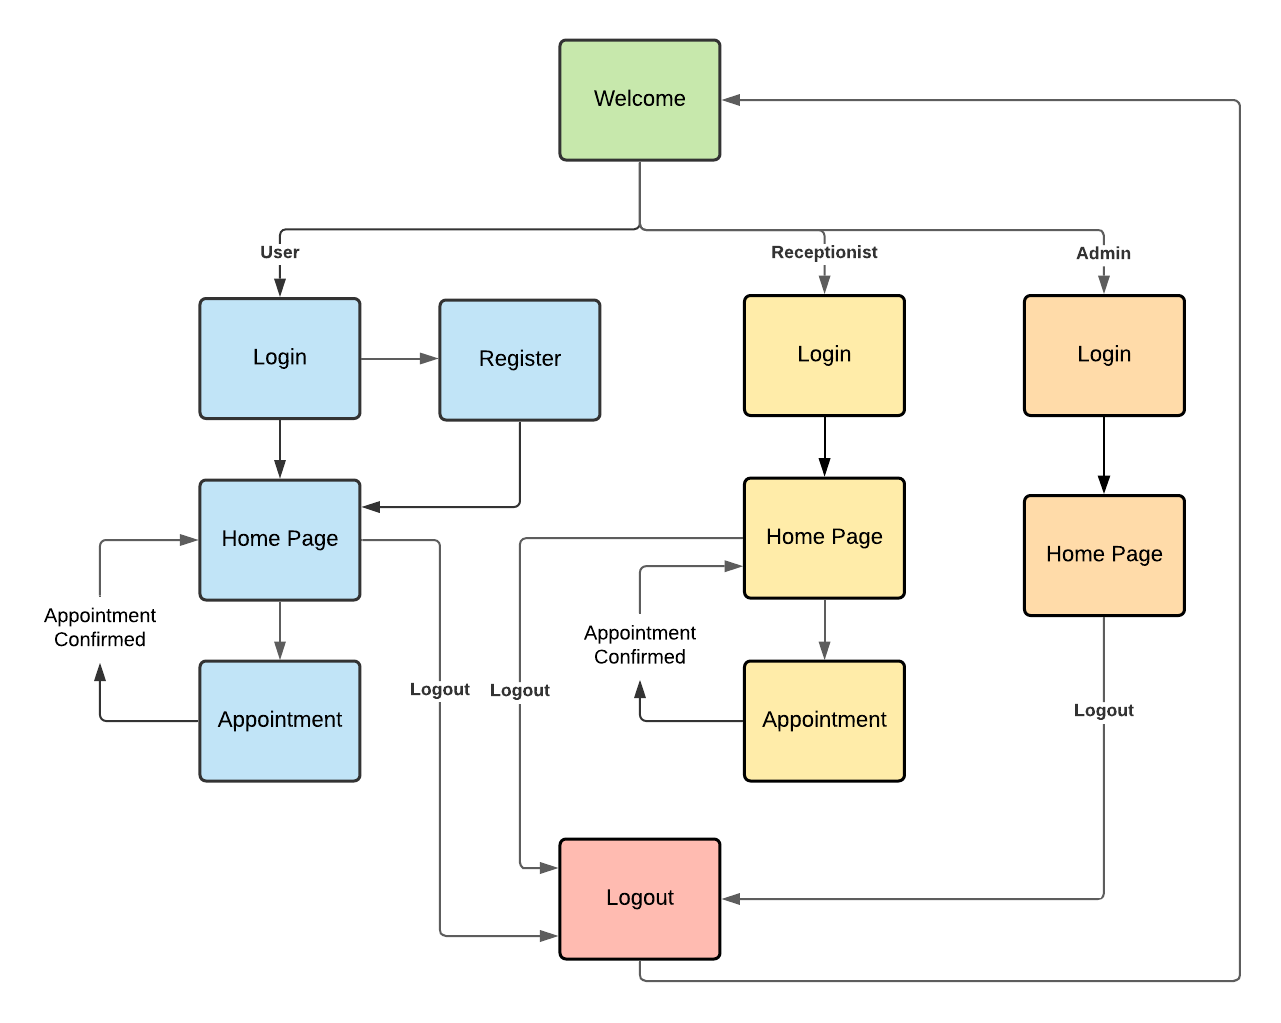 Welcome
User
Receptionist
Admin
Login
Register
Login
Login
Home Page
Home Page
Home Page
Appointment
Confirmed
Appointment
Confirmed
Logout
Logout
Logout
Appointment
Appointment
Logout